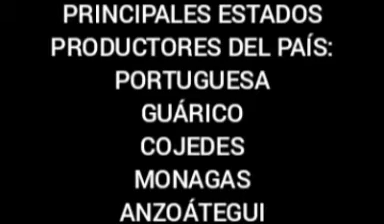 PRINCIPALES ESTADOS
PRODUCTORES DEL PAÍS:
PORTUGUESA
GUÁRICO
COJEDES
MONAGAS
ANZOÁTEGUI